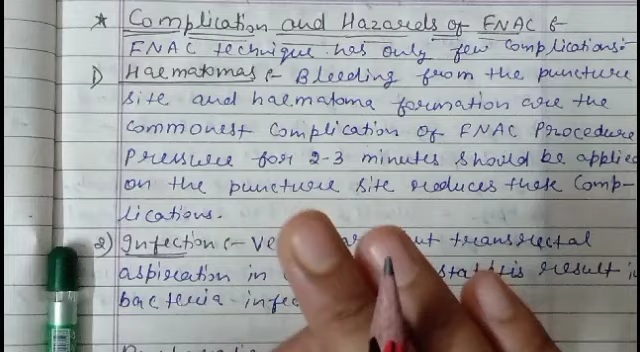 * Complication and Hazards of FNAC :-
FNAC technique has only few complications:-
1) Haematomas :- Bleeding from the puncture
site and haematoma formation are the
commonest complication of FNAC Procedure
Pressure for 2-3 minutes should be applied
on the puncture site reduces these comp-
lications.
2) Infection :- transrectal
aspiration in result in
bacteria